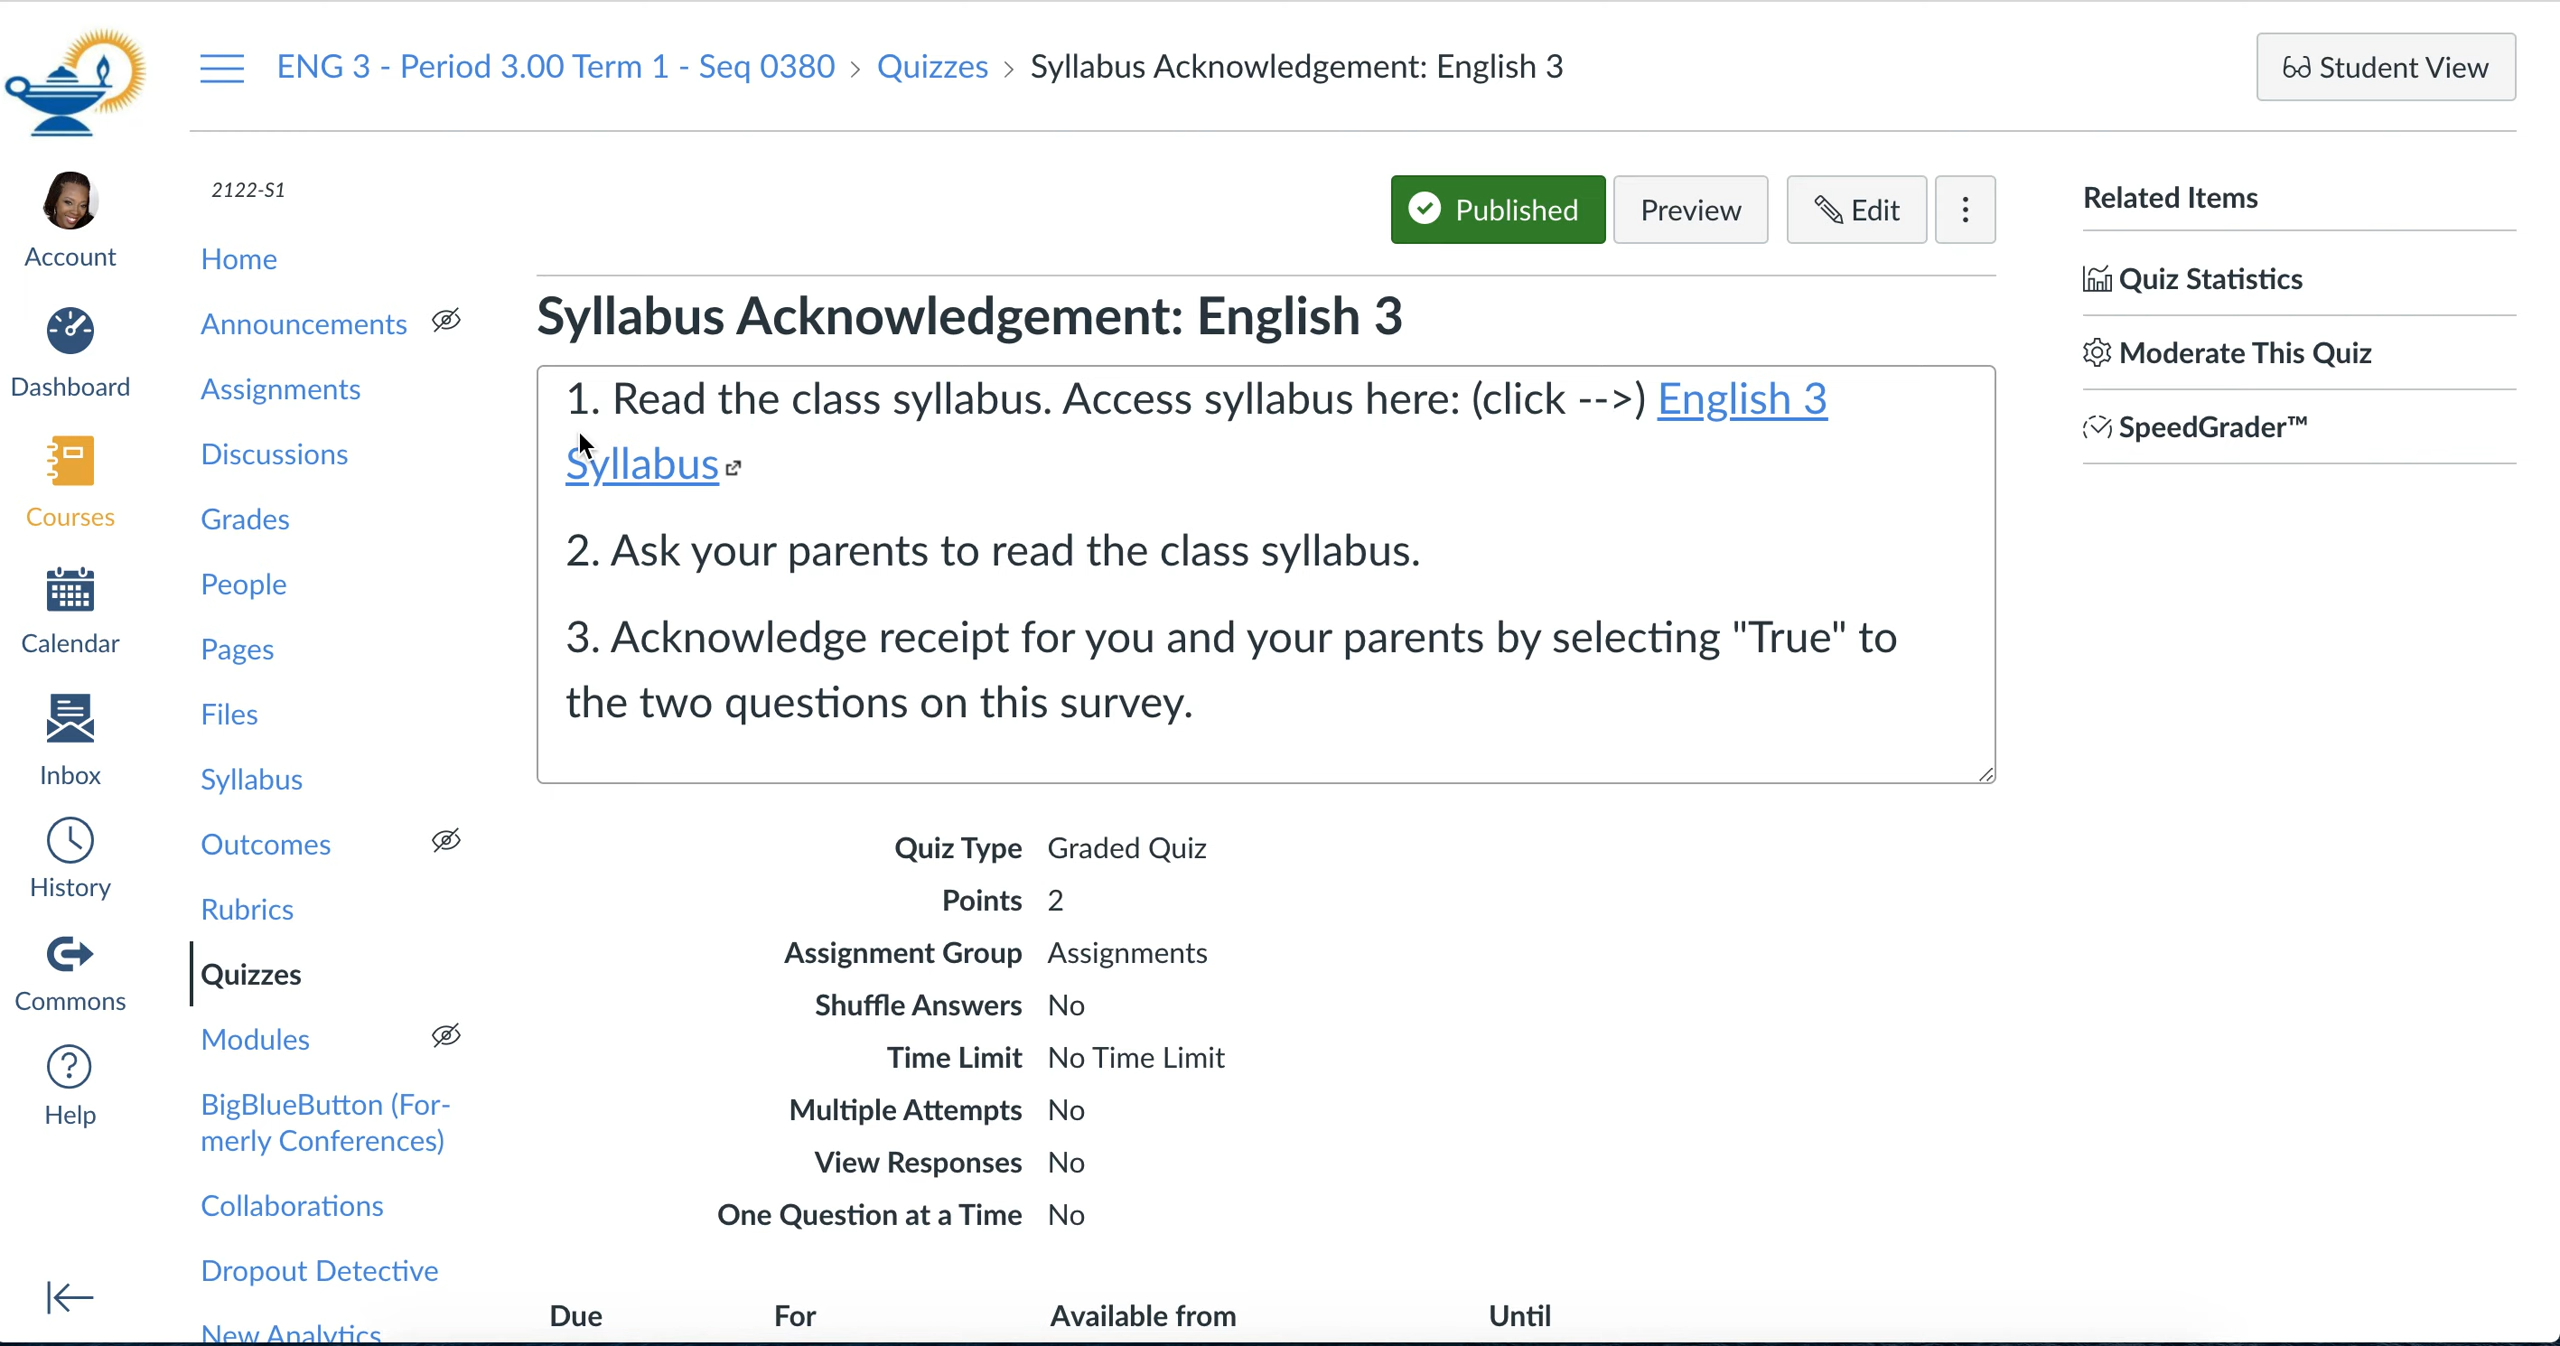 ENG 3 - Period 3.00 Term 1 - Seq 0380 › Quizzes › Syllabus Acknowledgement: English 3
Student View
Account
Dashboard
Courses
Calendar
Inbox
History
Commons
Help
2122-S1
Home
Announcements
Assignments
Discussions
Grades
People
Pages
Files
Syllabus
Outcomes
Rubrics
Quizzes
Modules
BigBlueButton (For-
merly Conferences)
Collaborations
Dropout Detective
New Analytics
Published
Preview
Edit
Syllabus Acknowledgement: English 3
1. Read the class syllabus. Access syllabus here: (click -->) English 3
Syllabus
2. Ask your parents to read the class syllabus.
3. Acknowledge receipt for you and your parents by selecting "True" to
the two questions on this survey.
Quiz Type Graded Quiz
Points 2
Assignment Group Assignments
Shuffle Answers No
Time Limit No Time Limit
Multiple Attempts No
View Responses No
One Question at a Time No
Due For Available from Until
Related Items
Quiz Statistics
Moderate This Quiz
SpeedGrader™